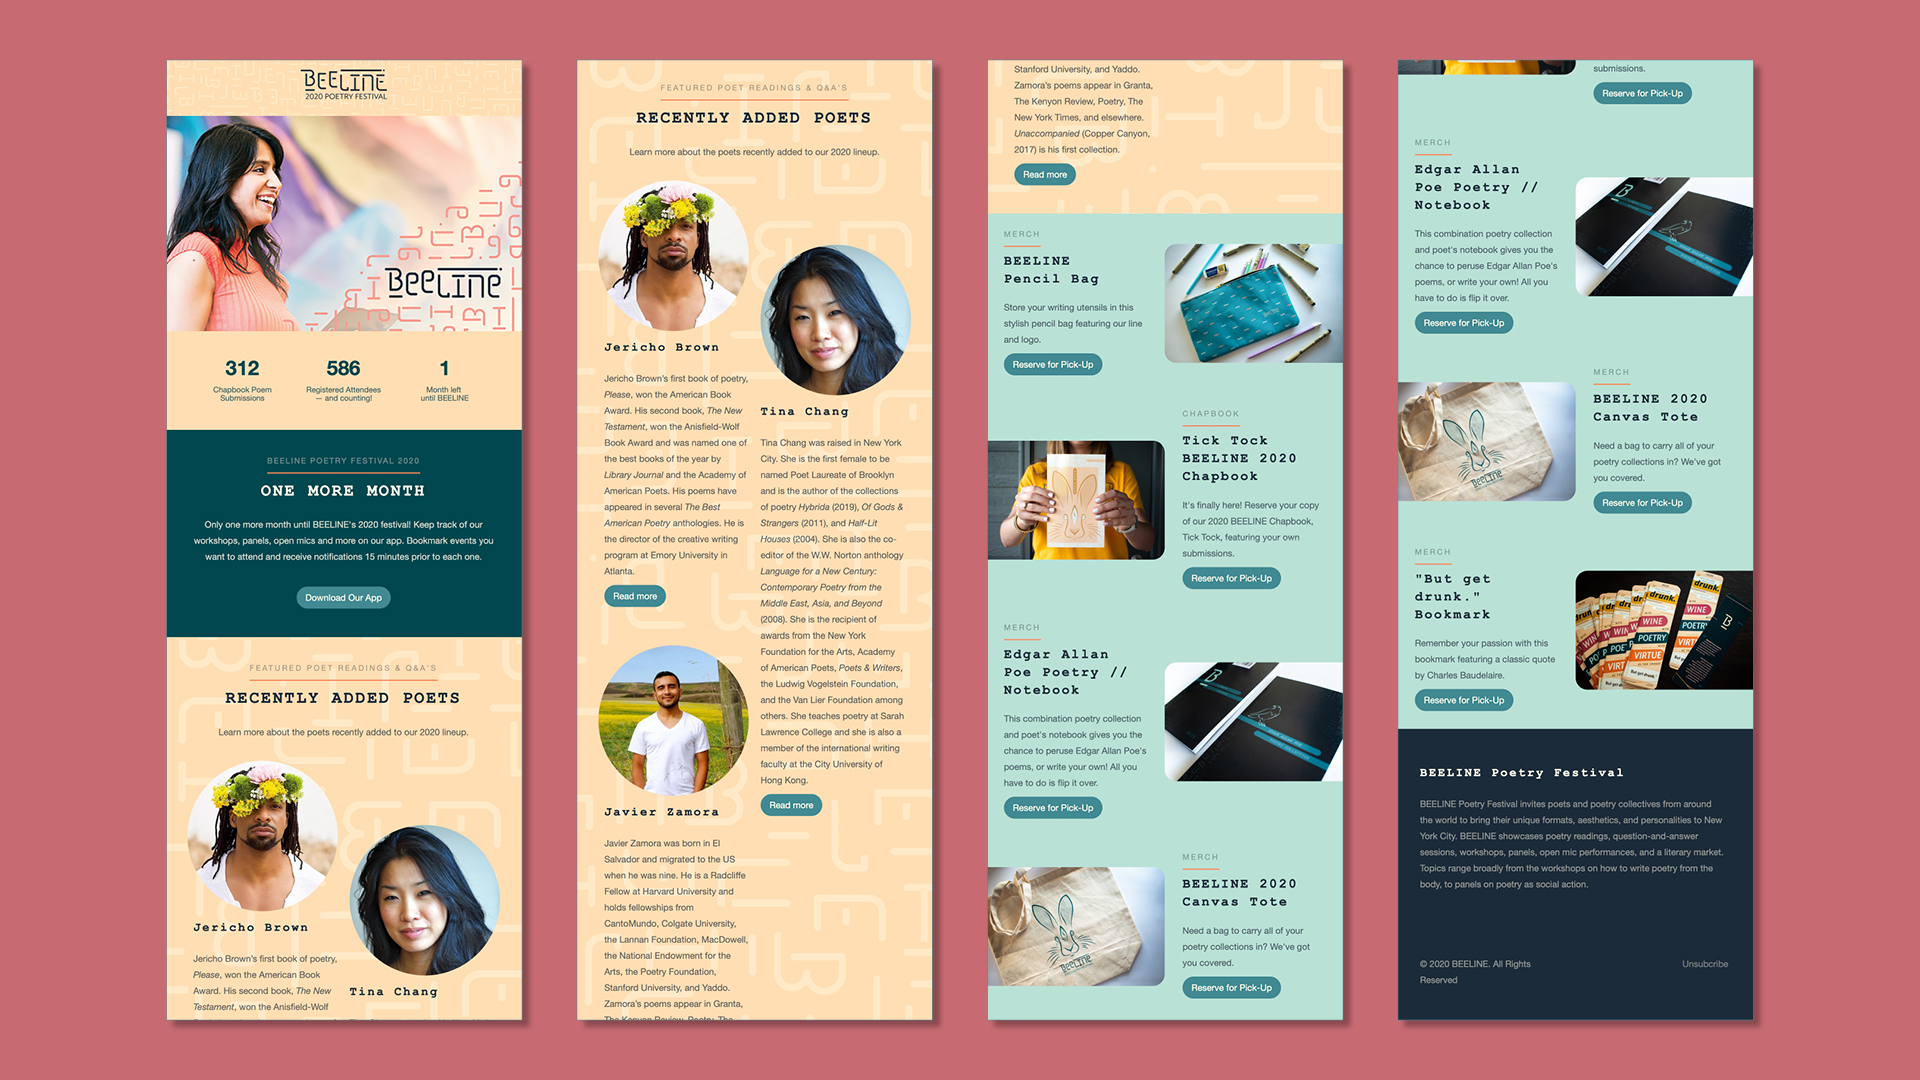 BEELINE
2020 POETRY FESTIVAL
BEELINE
312
Chapbook Poem
Submissions
586
Registered Attendees
— and counting!
1
Month left
until BEELINE
BEELINE POETRY FESTIVAL 2020
ONE MORE MONTH
Only one more month until BEELINE's 2020 festival! Keep track of our
workshops, panels, open mics and more on our app. Bookmark events you
want to attend and receive notifications 15 minutes prior to each one.
Download Our App
FEATURED POET READINGS & Q&A'S
RECENTLY ADDED POETS
Learn more about the poets recently added to our 2020 lineup.
Jericho Brown
Jericho Brown's first book of poetry,
Please, won the American Book
Award. His second book, The New
Testament, won the Anisfield-Wolf
Tina Chang
FEATURED POET READINGS & Q&A'S
RECENTLY ADDED POETS
Learn more about the poets recently added to our 2020 lineup.
Jericho Brown
Jericho Brown's first book of poetry,
Please, won the American Book
Award. His second book, The New
Testament, won the Anisfield-Wolf
Book Award and was named one of
the best books of the year by
Library Journal and the Academy of
American Poets. His poems have
appeared in several The Best
American Poetry anthologies. He is
the director of the creative writing
program at Emory University in
Atlanta.
Read more
Tina Chang
Tina Chang was raised in New York
City. She is the first female to be
named Poet Laureate of Brooklyn
and is the author of the collections
of poetry Hybrida (2019), Of Gods &
Strangers (2011), and Half-Lit
Houses (2004). She is also the co-
editor of the W.W. Norton anthology
Language for a New Century:
Contemporary Poetry from the
Middle East, Asia, and Beyond
(2008). She is the recipient of
awards from the New York
Foundation for the Arts, Academy
of American Poets, Poets & Writers,
the Ludwig Vogelstein Foundation,
and the Van Lier Foundation among
others. She teaches poetry at Sarah
Lawrence College and she is also a
member of the international writing
faculty at the City University of
Hong Kong.
Read more
Javier Zamora
Javier Zamora was born in El
Salvador and migrated to the US
when he was nine. He is a Radcliffe
Fellow at Harvard University and
holds fellowships from
CantoMundo, Colgate University,
the Lannan Foundation, MacDowell,
the National Endowment for the
Arts, the Poetry Foundation,
Stanford University, and Yaddo.
Zamora's poems appear in Granta,
The Kenyon Review, Poetry, The
Stanford University, and Yaddo.
Zamora's poems appear in Granta,
The Kenyon Review, Poetry, The
New York Times, and elsewhere.
Unaccompanied (Copper Canyon,
2017) is his first collection.
Read more
MERCH
BEELINE
Pencil Bag
Store your writing utensils in this
stylish pencil bag featuring our line
and logo.
Reserve for Pick-Up
CHAPBOOK
Tick Tock
BEELINE 2020
Chapbook
It's finally here! Reserve your copy
of our 2020 BEELINE Chapbook,
Tick Tock, featuring your own
submissions.
Reserve for Pick-Up
MERCH
Edgar Allan
Poe Poetry //
Notebook
This combination poetry collection
and poet's notebook gives you the
chance to peruse Edgar Allan Poe's
poems, or write your own! All you
have to do is flip it over.
Reserve for Pick-Up
BEELINE
MERCH
BEELINE 2020
Canvas Tote
Need a bag to carry all of your
poetry collections in? We've got
you covered.
Reserve for Pick-Up
submissions.
Reserve for Pick-Up
MERCH
Edgar Allan
Poe Poetry //
Notebook
This combination poetry collection
and poet's notebook gives you the
chance to peruse Edgar Allan Poe's
poems, or write your own! All you
have to do is flip it over.
Reserve for Pick-Up
BEELINE
MERCH
BEELINE 2020
Canvas Tote
Need a bag to carry all of your
poetry collections in? We've got
you covered.
Reserve for Pick-Up
MERCH
"But get
drunk."
Bookmark
Remember your passion with this
bookmark featuring a classic quote
by Charles Baudelaire.
Reserve for Pick-Up
drunk.
WINE
POETRY
VIRTUE
But get
drunk.
WINE
POETRY
VIRTUE
BEELINE Poetry Festival
BEELINE Poetry Festival invites poets and poetry collectives from around
the world to bring their unique formats, aesthetics, and personalities to New
York City. BEELINE showcases poetry readings, question-and-answer
sessions, workshops, panels, open mic performances, and a literary market.
Topics range broadly from the workshops on how to write poetry from the
body, to panels on poetry as social action.
© 2020 BEELINE. All Rights
Reserved
Unsubcribe